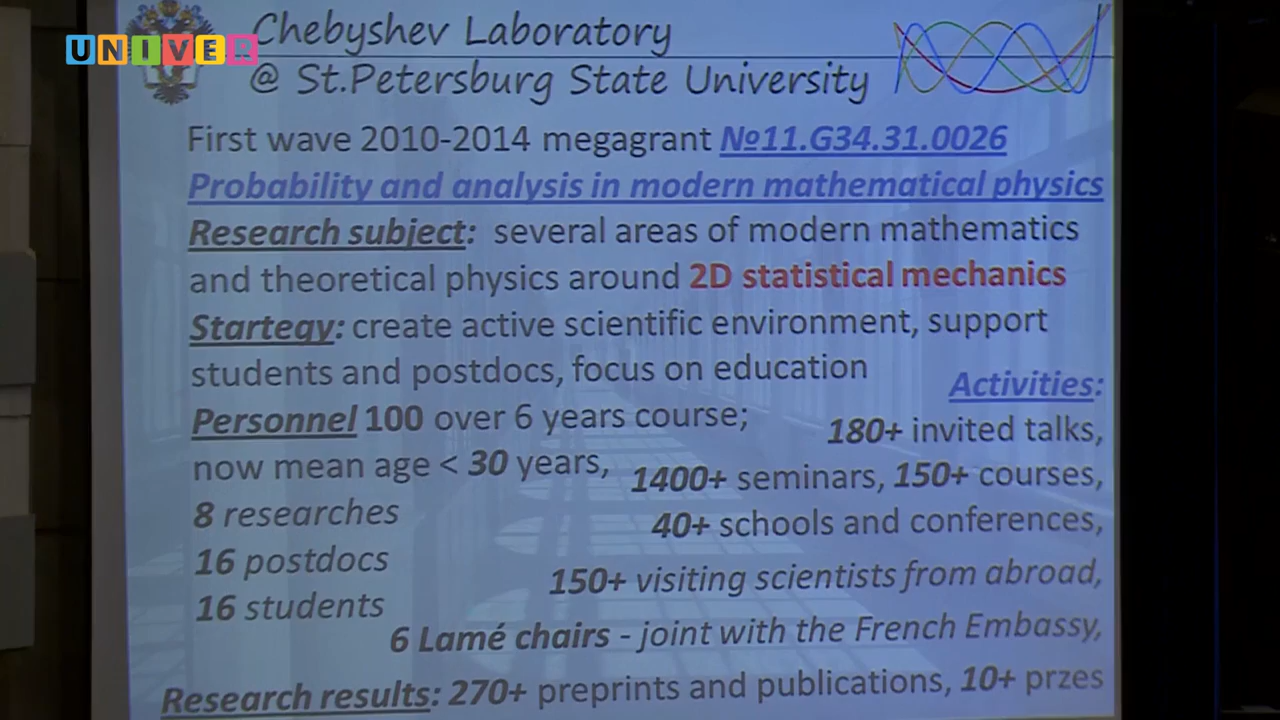 UNIVER
Chebyshev Laboratory
@ St.Petersburg State University
First wave 2010-2014 megagrant №11.G34.31.0026
Probability and analysis in modern mathematical physics
Research subject: several areas of modern mathematics
and theoretical physics around 2D statistical mechanics
Startegy: create active scientific environment, support
students and postdocs, focus on education
Activities:
Personnel 100 over 6 years course;
180+ invited talks,
now mean age < 30 years,
1400+ seminars, 150+ courses,
8 researches
40+ schools and conferences,
16 postdocs
150+ visiting scientists from abroad,
16 students
6 Lamé chairs - joint with the French Embassy,
Research results: 270+ preprints and publications, 10+ przes